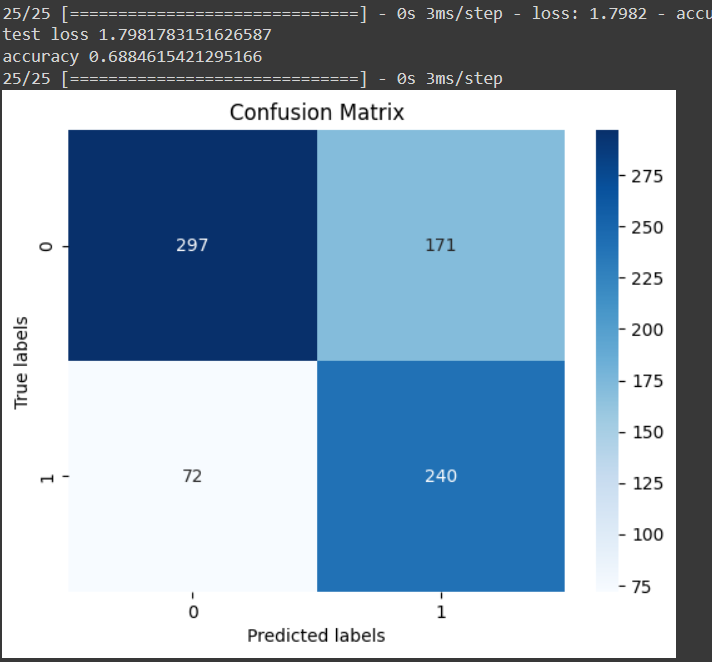 25/25 [==============================] - 0s 3ms/step - loss: 1.7982 - accu
test loss 1.7981783151626587
accuracy 0.6884615421295166
25/25 [==============================] - 0s 3ms/step
Confusion Matrix
297
171
72
240
0
1
True labels
0
1
Predicted labels
275
250
225
200
175
150
125
100
75